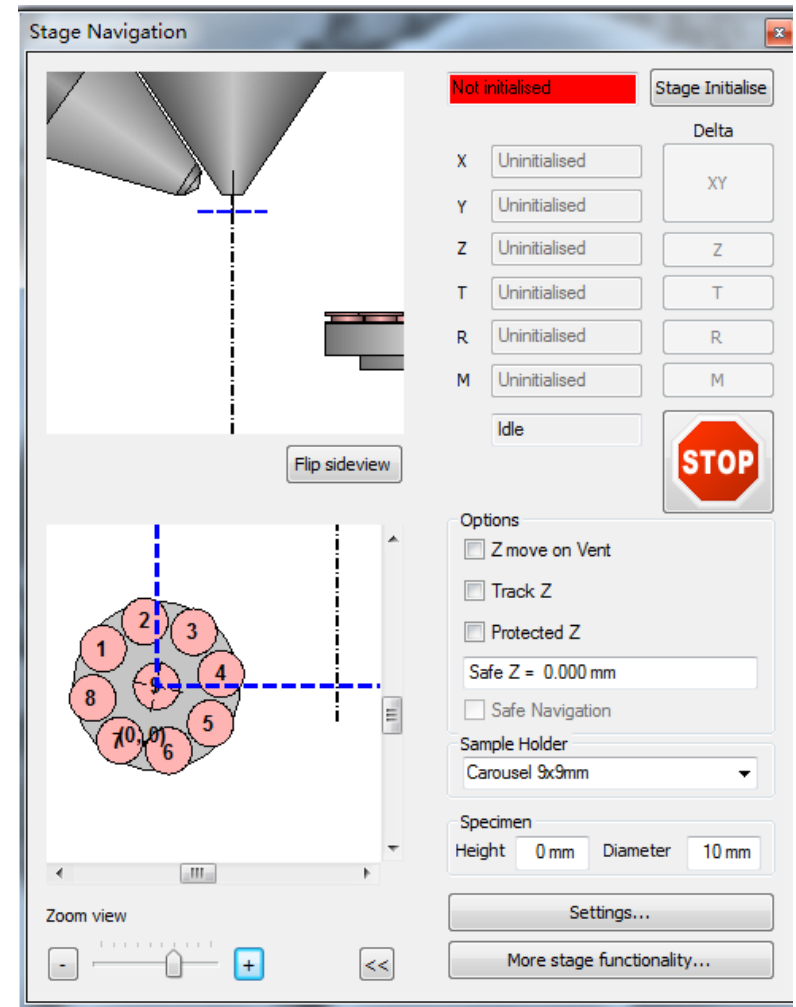 Stage Navigation
Not initialised
Stage Initialise
Delta
X Uninitialised
XY
Y Uninitialised
Z Uninitialised Z
T Uninitialised T
R Uninitialised R
M Uninitialised M
Idle
STOP
Flip sideview
Options
Z move on Vent
Track Z
Protected Z
Safe Z = 0.000 mm
Safe Navigation
Sample Holder
Carousel 9x9mm
Specimen
Height 0 mm Diameter 10 mm
Settings...
More stage functionality...
2
3
1
4
9
8
5
7
(0, 0)
6
Zoom view
- + <<